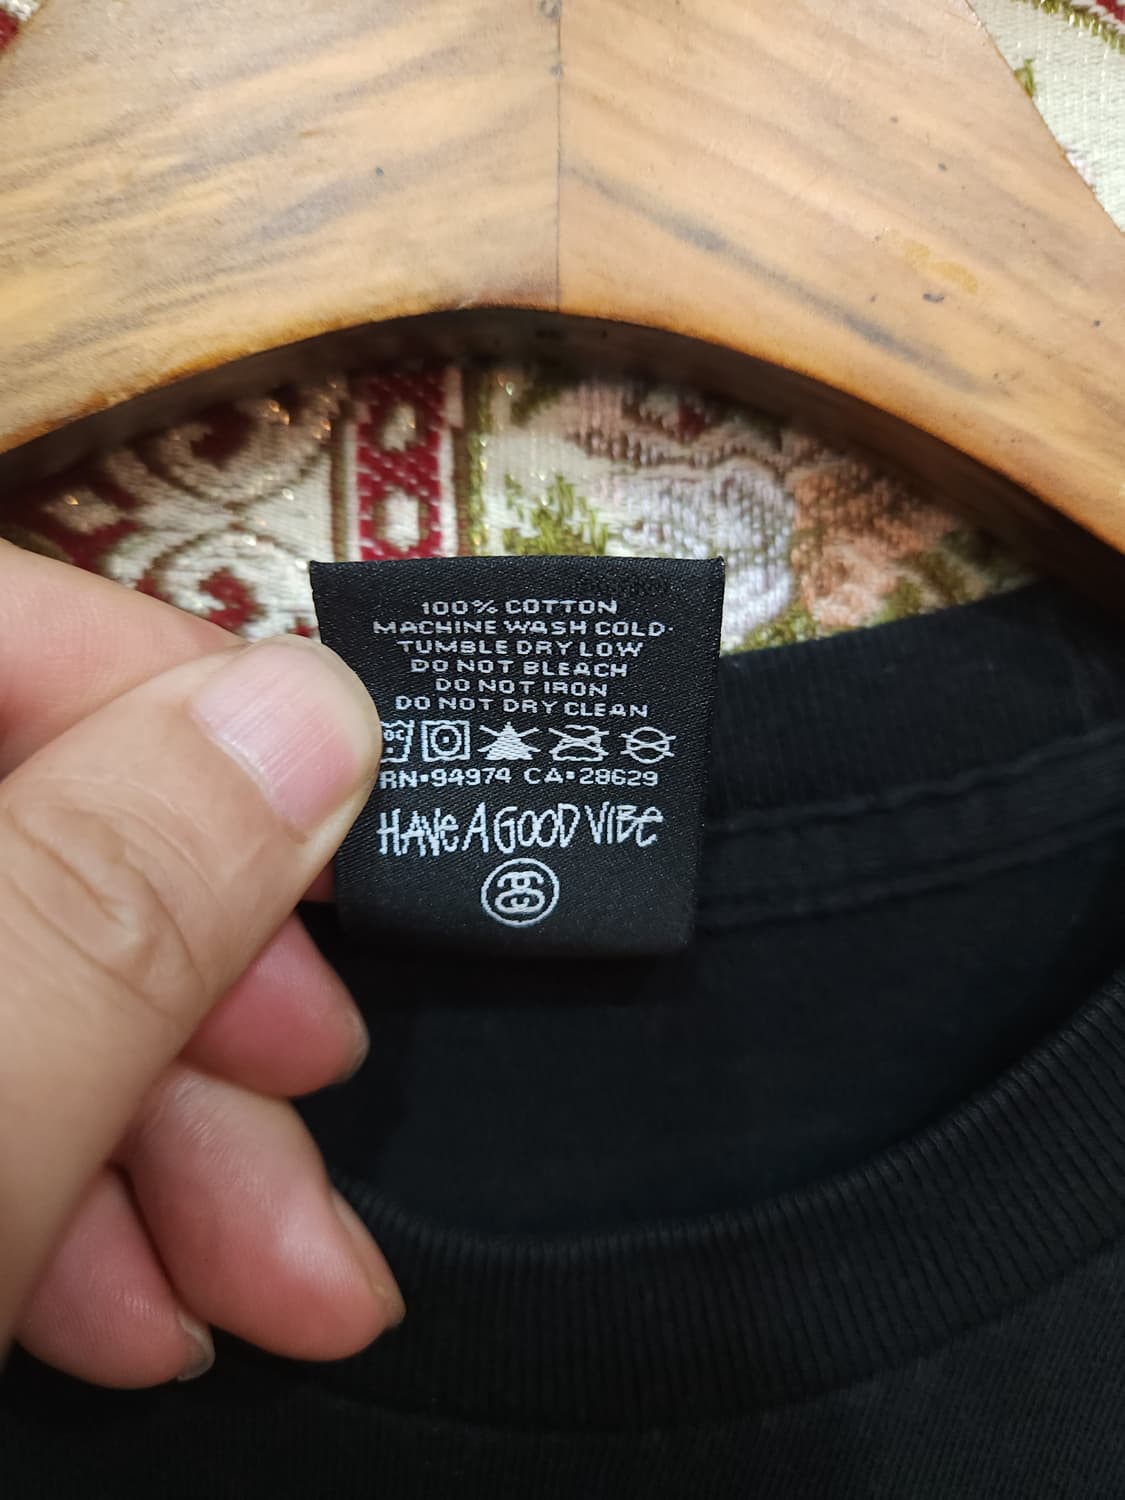 100% COTTON
MACHINE WASH COLD
TUMBLE DRY LOW
DO NOT BLEACH
DO NOT IRON
DO NOT DRY CLEAN
RN•94974 CA•28629
HAVE A GOOD VIBE